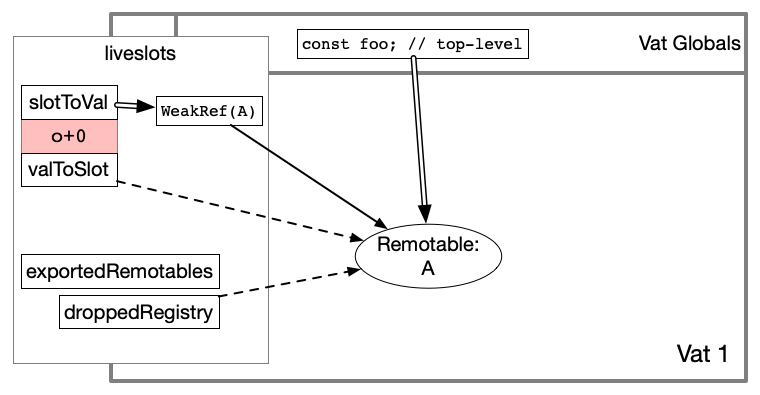 const foo; // top-level
Vat Globals
liveslots
slotToVal
WeakRef(A)
o+0
valToSlot
Remotable:
A
exportedRemotables
droppedRegistry
Vat 1